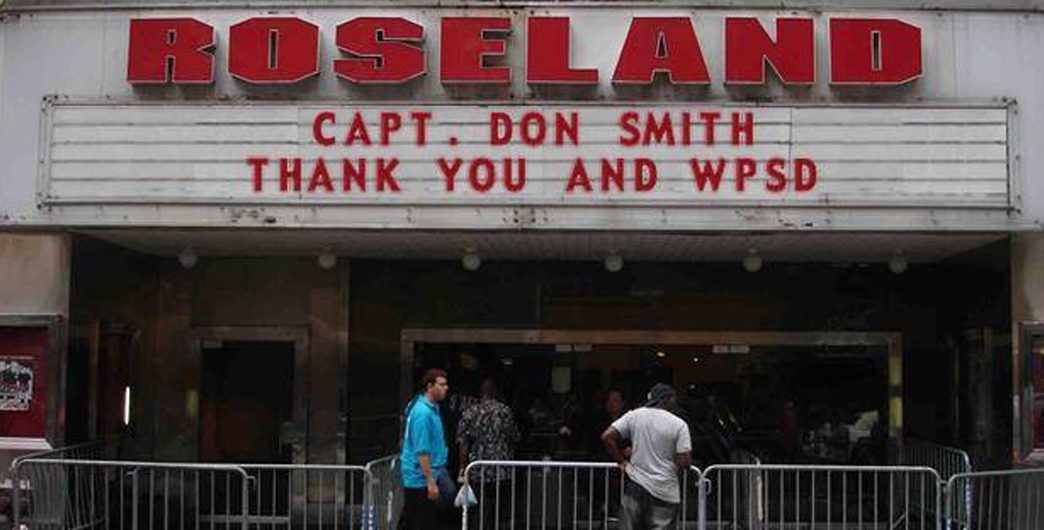 ROSELAND
CAPT. DON SMITH
THANK YOU AND WPSD